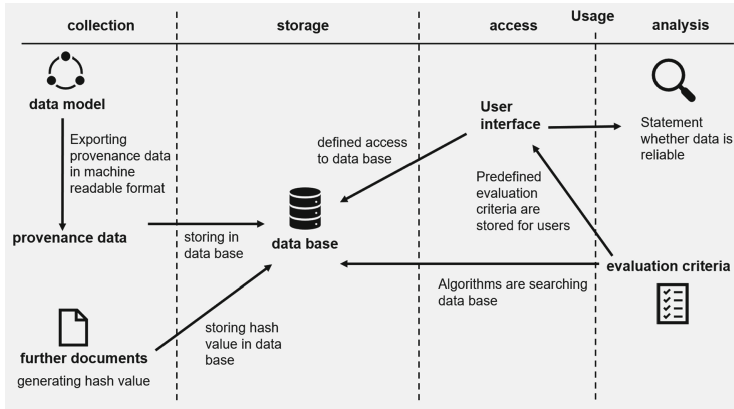 Usage
collection
storage
access
analysis
data model
Exporting
provenance data
in machine
readable format
provenance data
storing in
data base
data base
further documents
generating hash value
storing hash
value in data
base
defined access
to data base
User
interface
Statement
whether data is
reliable
Predefined
evaluation
criteria are
stored for users
evaluation criteria
Algorithms are searching
data base